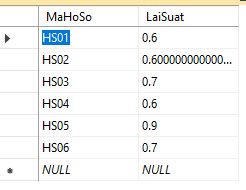 MaHoSo LaiSuat
HS01 0.6
HS02 0.600000000000...
HS03 0.7
HS04 0.6
HS05 0.9
HS06 0.7
NULL NULL